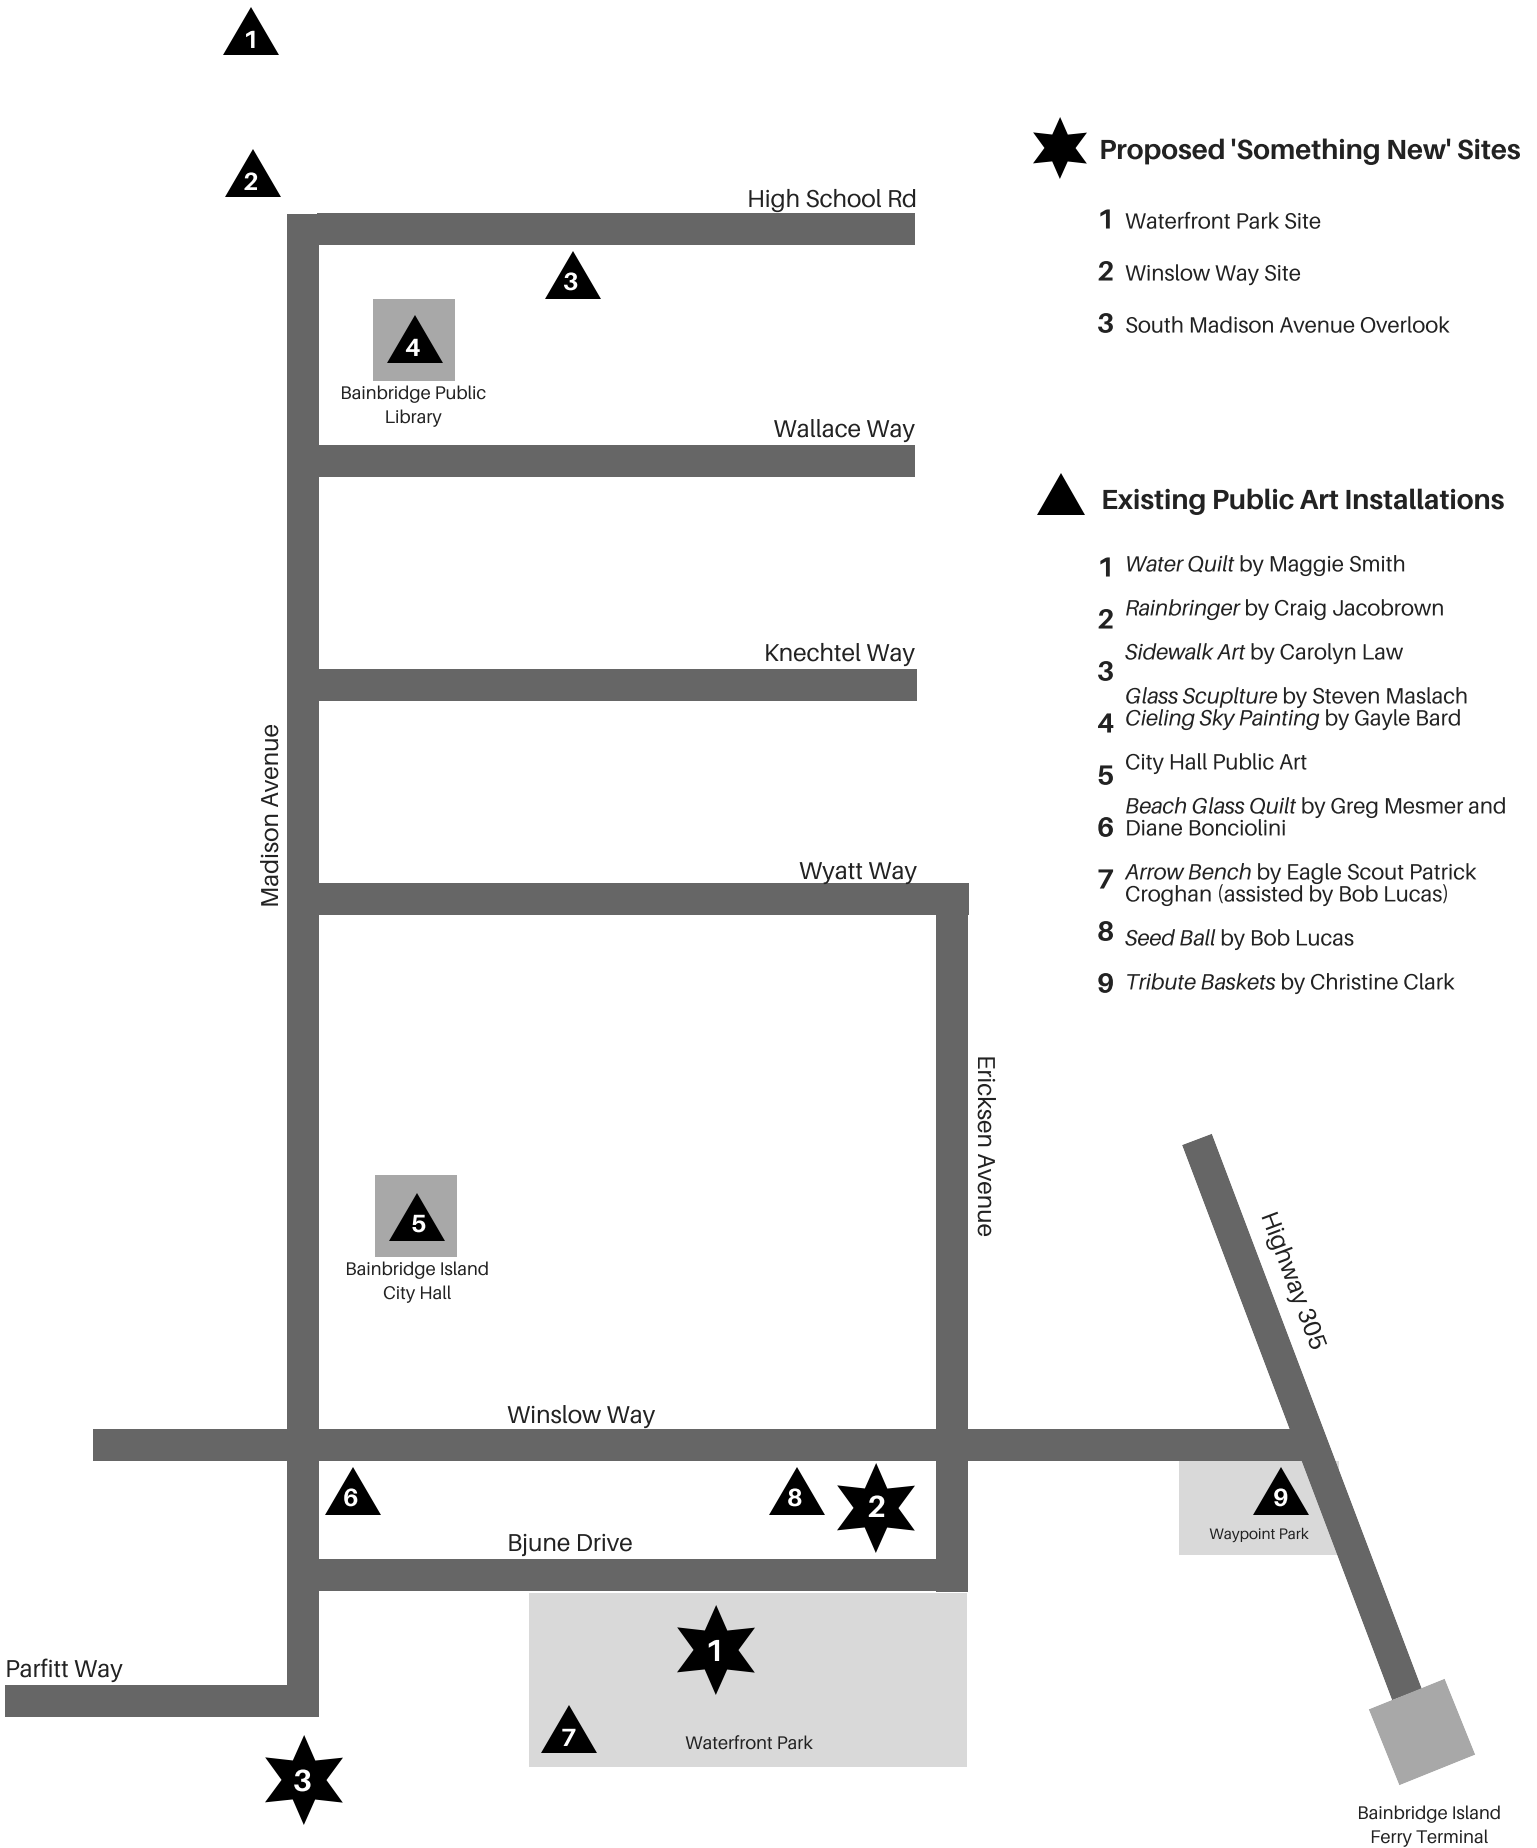 1
2
High School Rd
3
4
Bainbridge Public
Library
Wallace Way
Knechtel Way
Madison Avenue
Wyatt Way
Ericksen Avenue
5
Bainbridge Island
City Hall
Winslow Way
6
8
2
Bjune Drive
1
7
Waterfront Park
Parfitt Way
3
Highway 305
9
Waypoint Park
Bainbridge Island
Ferry Terminal
Proposed 'Something New' Sites
1 Waterfront Park Site
2 Winslow Way Site
3 South Madison Avenue Overlook
Existing Public Art Installations
1 Water Quilt by Maggie Smith
2 Rainbringer by Craig Jacobrown
3 Sidewalk Art by Carolyn Law
Glass Scuplture by Steven Maslach
4 Cieling Sky Painting by Gayle Bard
5 City Hall Public Art
6 Beach Glass Quilt by Greg Mesmer and
Diane Bonciolini
7 Arrow Bench by Eagle Scout Patrick
Croghan (assisted by Bob Lucas)
8 Seed Ball by Bob Lucas
9 Tribute Baskets by Christine Clark